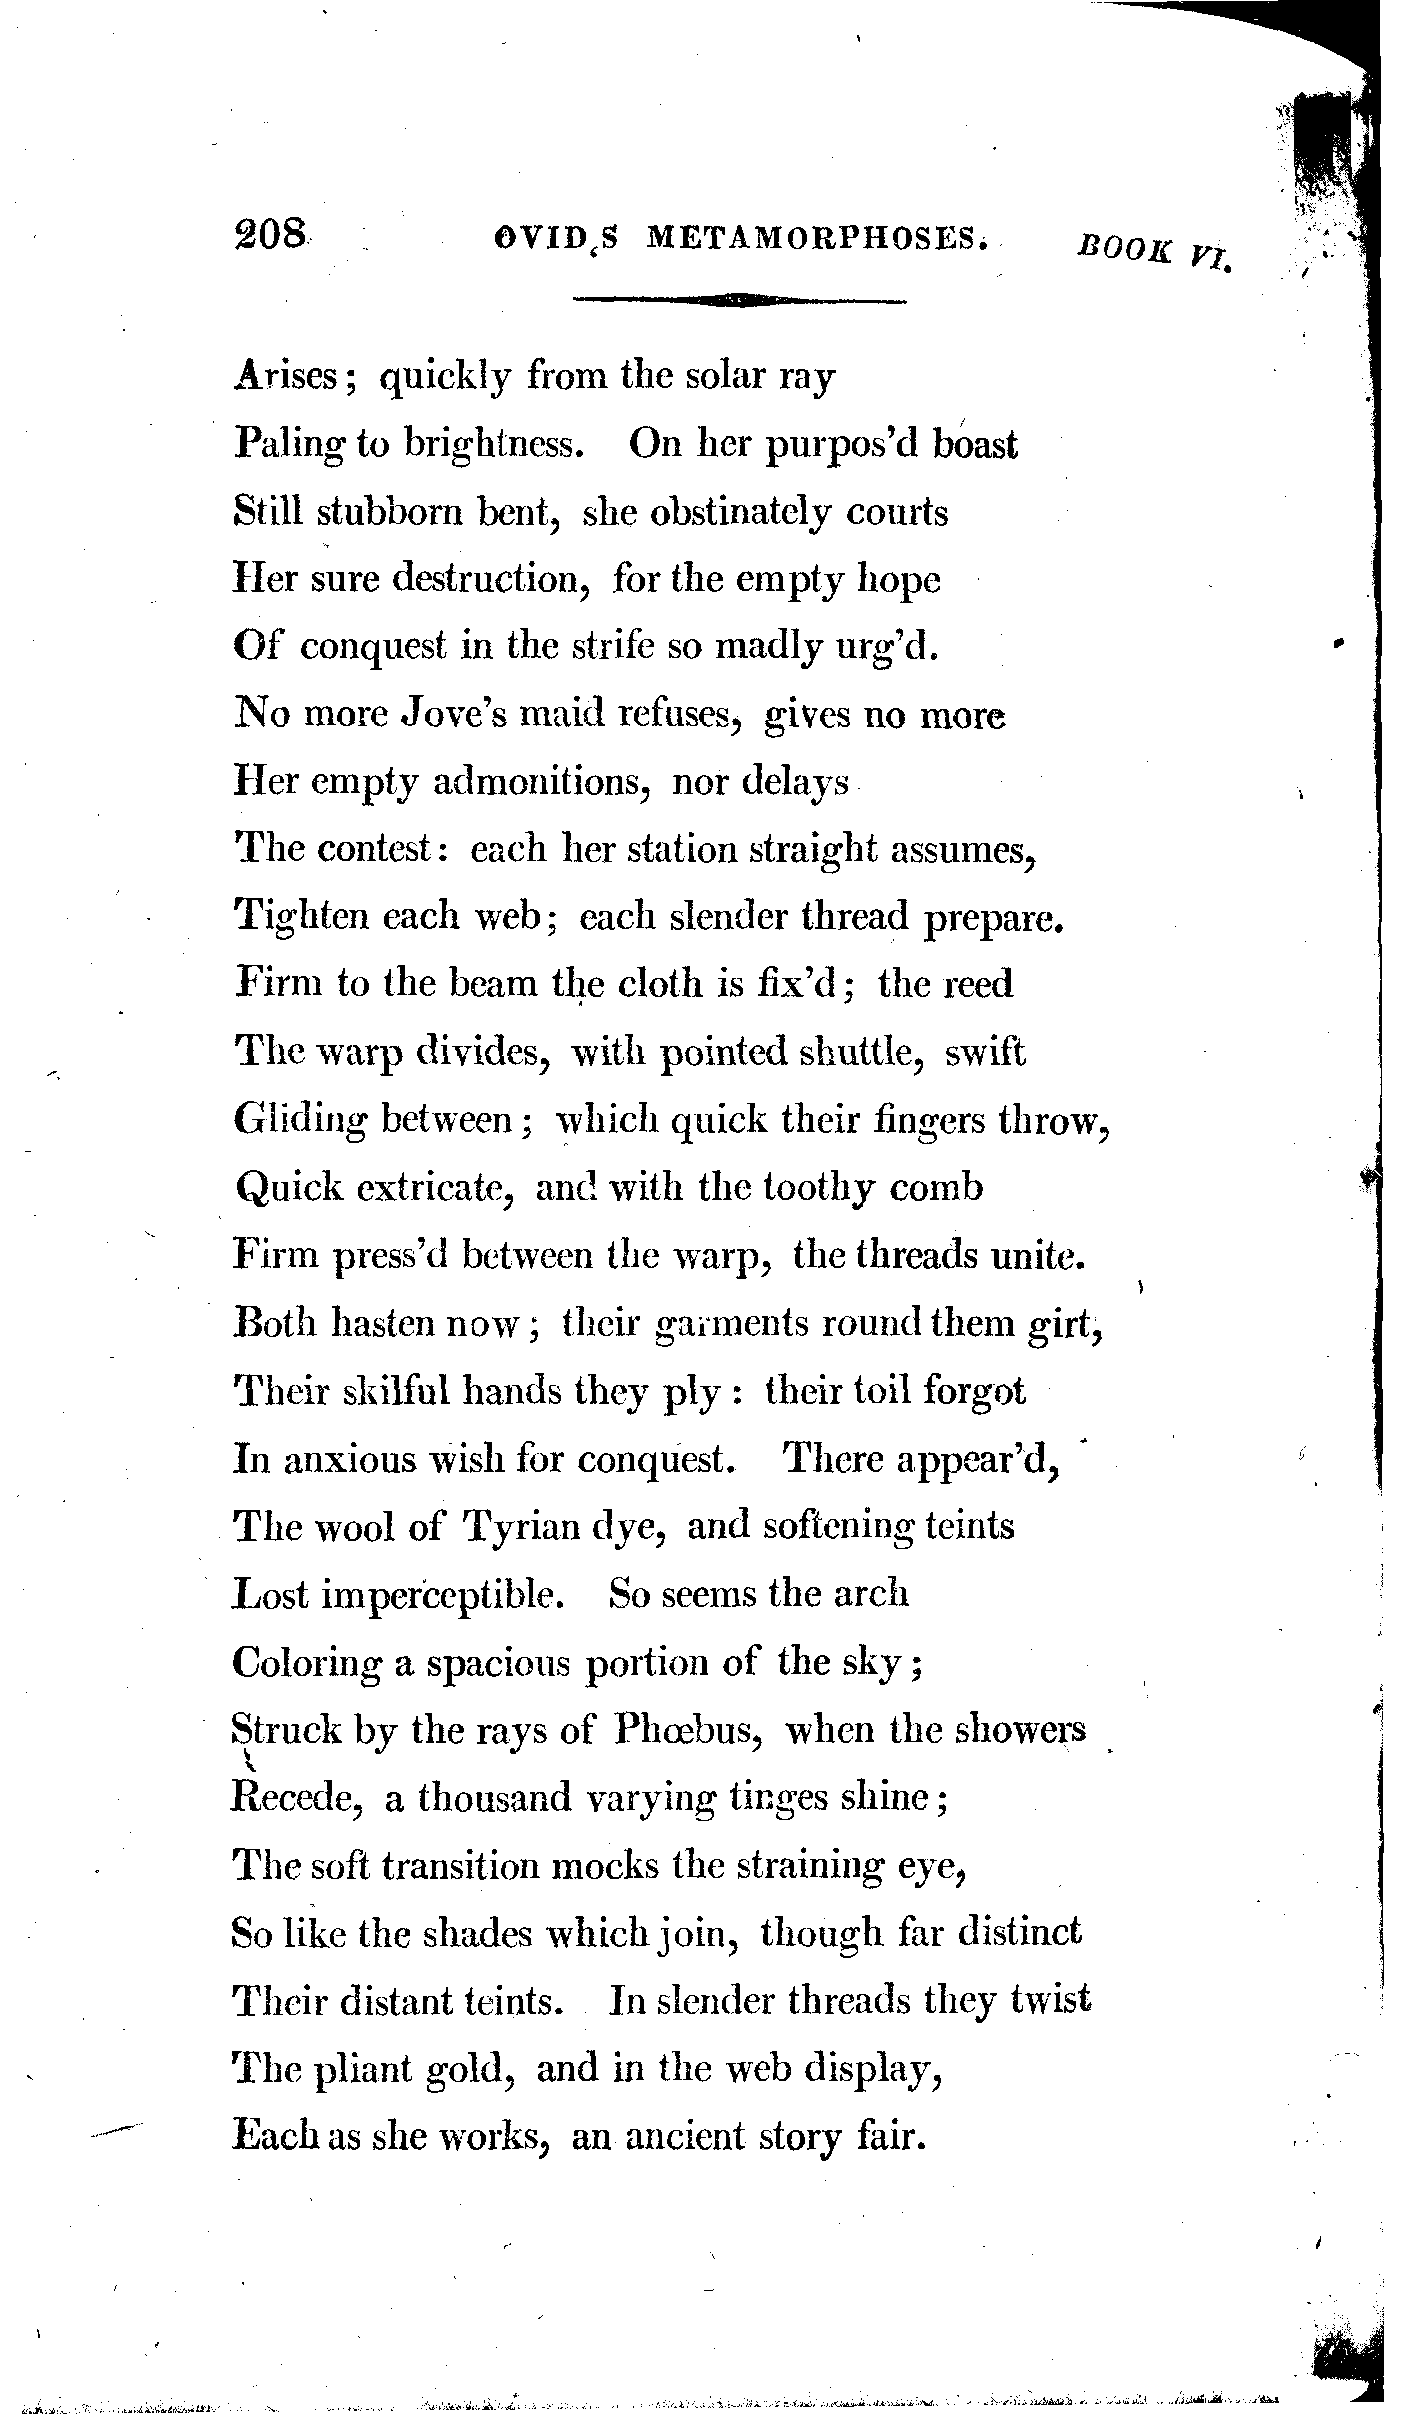 208 OVID,S METAMORPHOSES. BOOK VI.
Arises; quickly from the solar ray
Paling to brightness. On her purpos'd boast
Still stubborn bent, she obstinately courts
Her sure destruction, for the empty hope
Of conquest in the strife so madly urg'd.
No more Jove's maid refuses, gives no more
Her empty admonitions, nor delays
The contest: each her station straight assumes,
Tighten each web; each slender thread prepare.
Firm to the beam the cloth is fix'd; the reed
The warp divides, with pointed shuttle, swift
Gliding between; which quick their fingers throw,
Quick extricate, and with the toothy comb
Firm press'd between the warp, the threads unite.
Both hasten now; their garments round them girt,
Their skilful hands they ply: their toil forgot
In anxious wish for conquest. There appear'd,
The wool of Tyrian dye, and softening teints
Lost imperceptible. So seems the arch
Coloring a spacious portion of the sky;
Struck by the rays of Phœbus, when the showers
Recede, a thousand varying tinges shine;
The soft transition mocks the straining eye,
So like the shades which join, though far distinct
Their distant teints. In slender threads they twist
The pliant gold, and in the web display,
Each as she works, an ancient story fair.